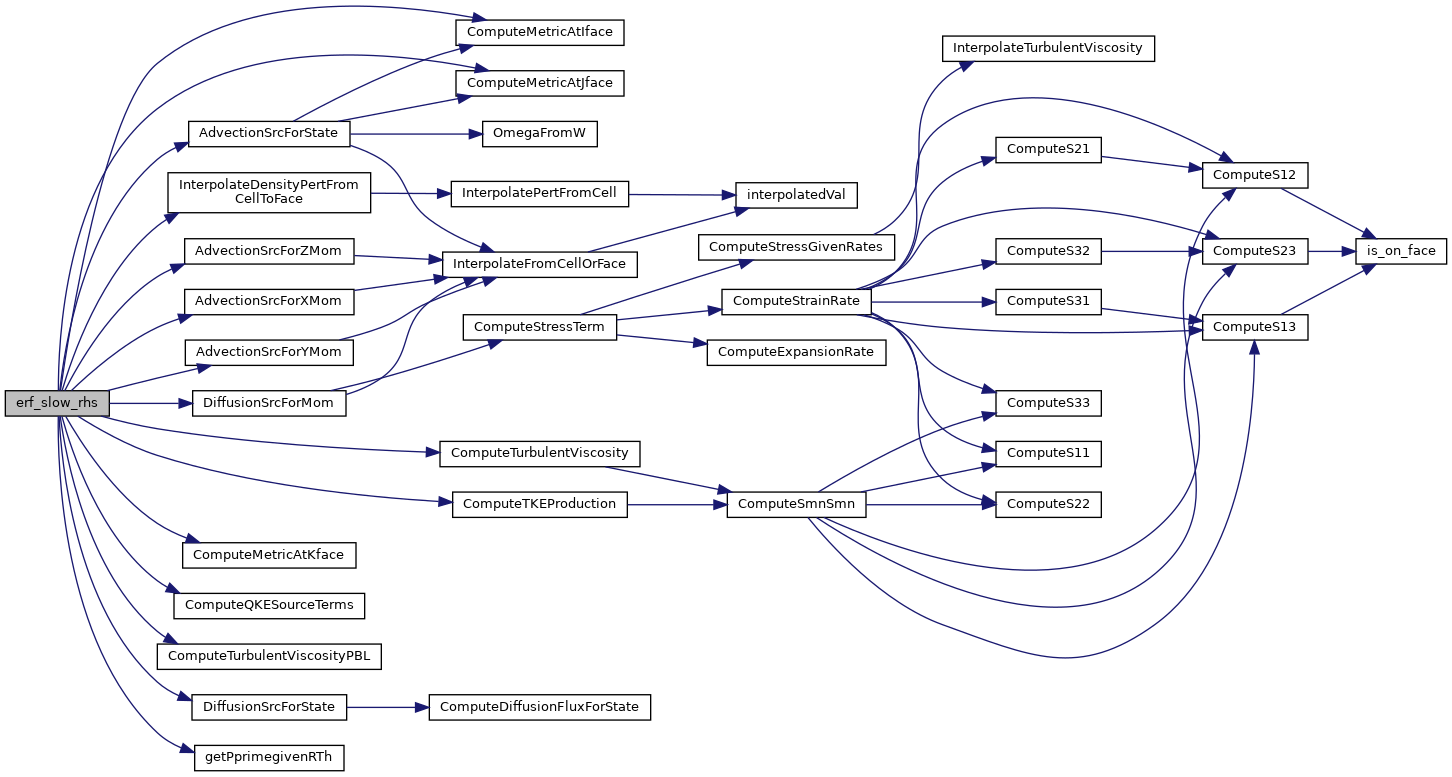 ComputeMetricAtIface
InterpolateTurbulentViscosity
ComputeMetricAtJface
AdvectionSrcForState
OmegaFromW
ComputeS21
ComputeS12
InterpolateDensityPertFrom
CellToFace
InterpolatePertFromCell
interpolatedVal
AdvectionSrcForZMom
InterpolateFromCellOrFace
ComputeStressGivenRates
ComputeS32
ComputeS23
is_on_face
AdvectionSrcForXMom
ComputeStrainRate
ComputeS31
ComputeStressTerm
ComputeS13
AdvectionSrcForYMom
ComputeExpansionRate
erf_slow_rhs
DiffusionSrcForMom
ComputeS33
ComputeTurbulentViscosity
ComputeS11
ComputeTKEProduction
ComputeSmnSmn
ComputeS22
ComputeMetricAtKface
ComputeQKESourceTerms
ComputeTurbulentViscosityPBL
DiffusionSrcForState
ComputeDiffusionFluxForState
getPprimegivenRTh